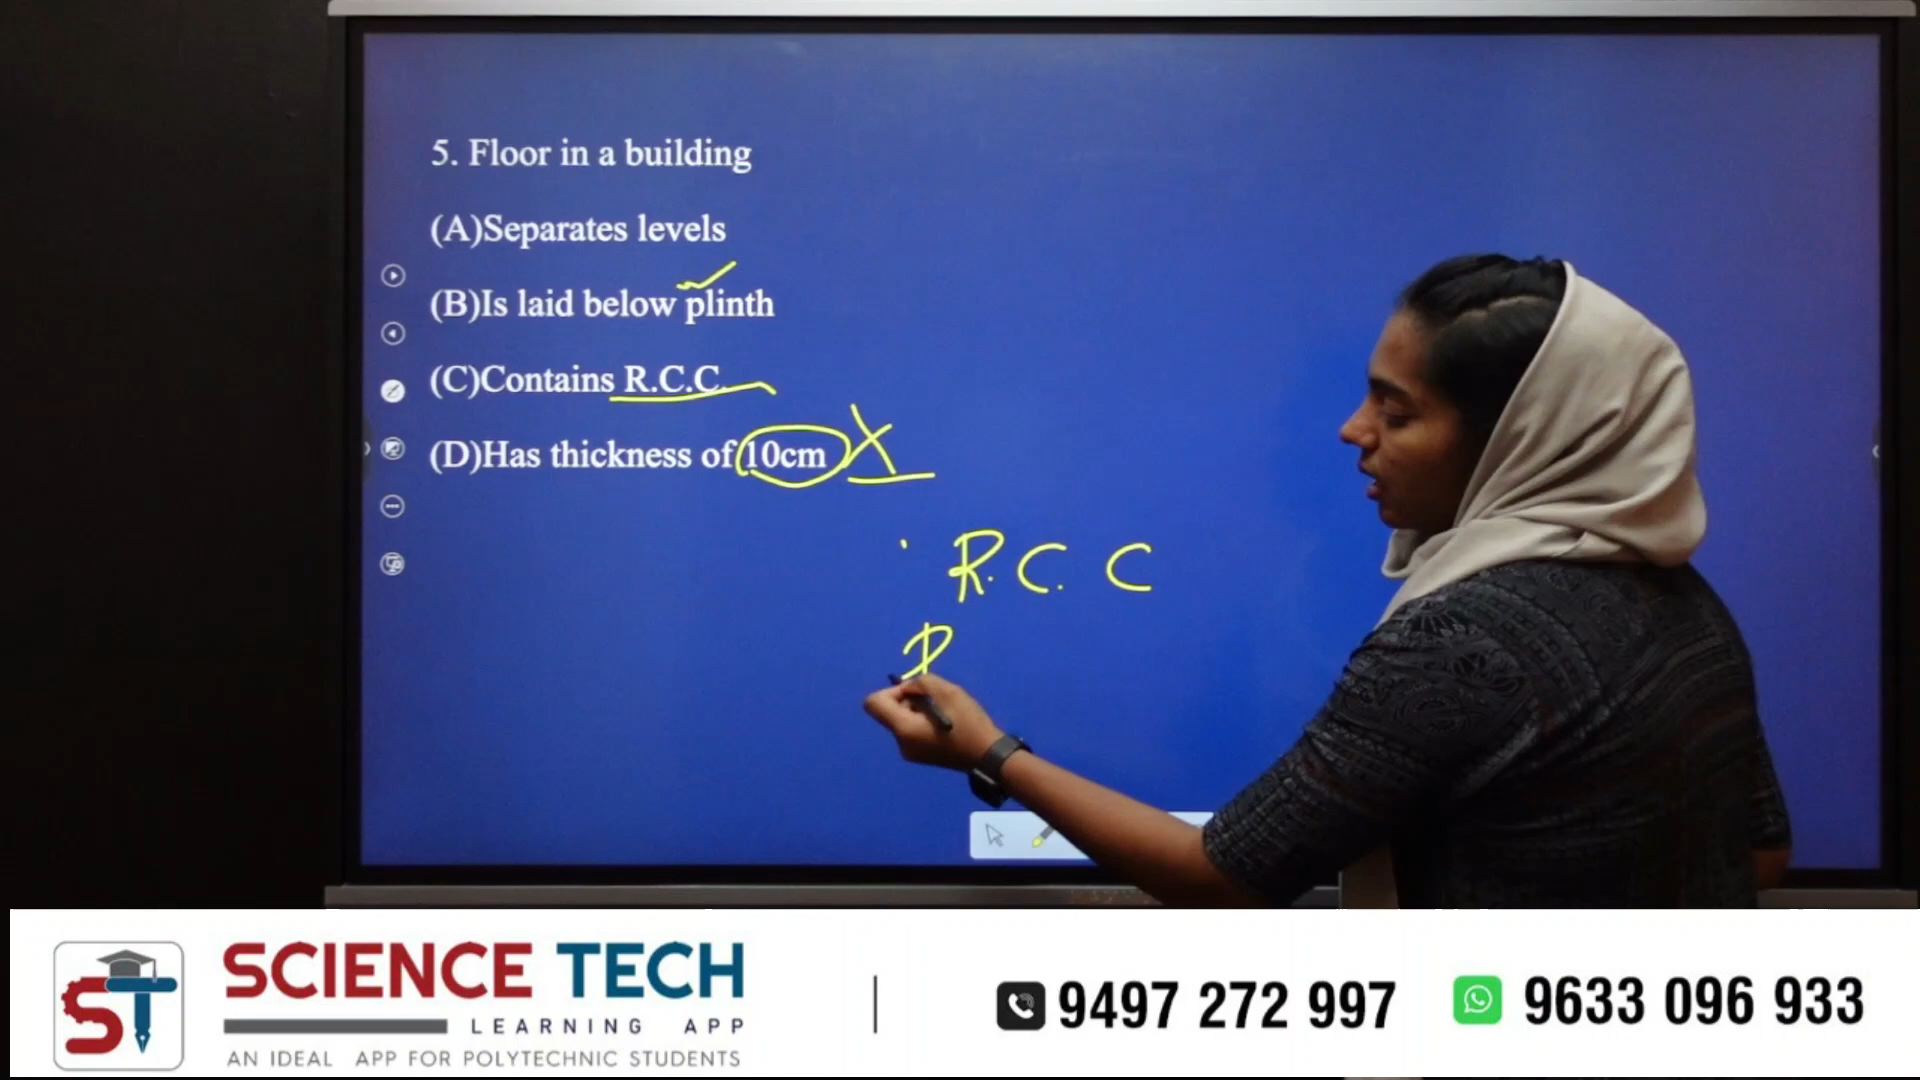 5. Floor in a building
(A)Separates levels
(B)Is laid below plinth
(C)Contains R.C.C.
(D)Has thickness of 10cm X
R.C.C
R
ST
SCIENCE TECH
LEARNING APP
AN IDEAL APP FOR POLYTECHNIC STUDENTS
9497 272 997
9633 096 933